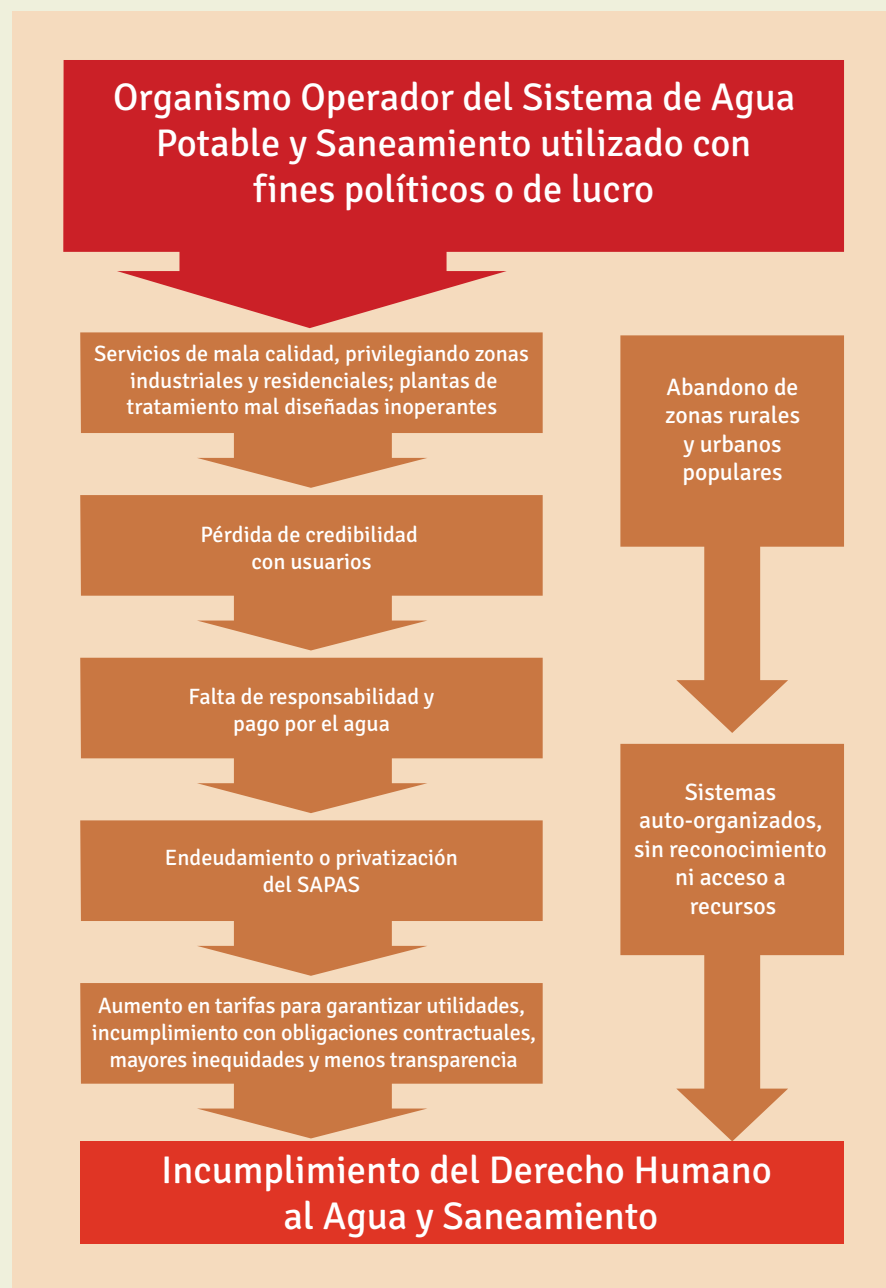 Organismo Operador del Sistema de Agua
Potable y Saneamiento utilizado con
fines políticos o de lucro
Servicios de mala calidad, privilegiando zonas
industriales y residenciales; plantas de
tratamiento mal diseñadas inoperantes
Pérdida de credibilidad
con usuarios
Falta de responsabilidad y
pago por el agua
Endeudamiento o privatización
del SAPAS
Aumento en tarifas para garantizar utilidades,
incumplimiento con obligaciones contractuales,
mayores inequidades y menos transparencia
Abandono de
zonas rurales
y urbanos
populares
Sistemas
auto-organizados,
sin reconocimiento
ni acceso a
recursos
Incumplimiento del Derecho Humano
al Agua y Saneamiento